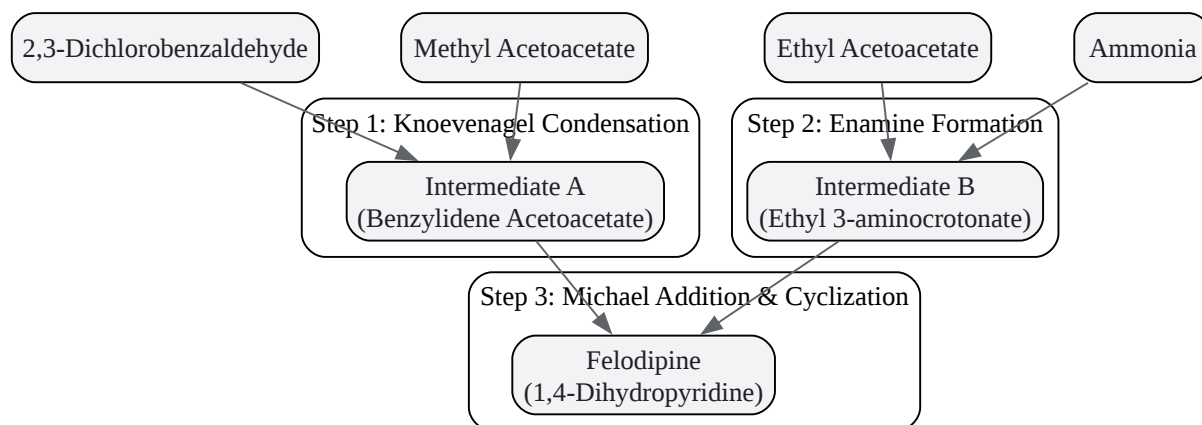 2,3-Dichlorobenzaldehyde
Methyl Acetoacetate
Ethyl Acetoacetate
Ammonia
Step 1: Knoevenagel Condensation
Step 2: Enamine Formation
Intermediate A
(Benzylidene Acetoacetate)
Intermediate B
(Ethyl 3-aminocrotonate)
Step 3: Michael Addition & Cyclization
Felodipine
(1,4-Dihydropyridine)